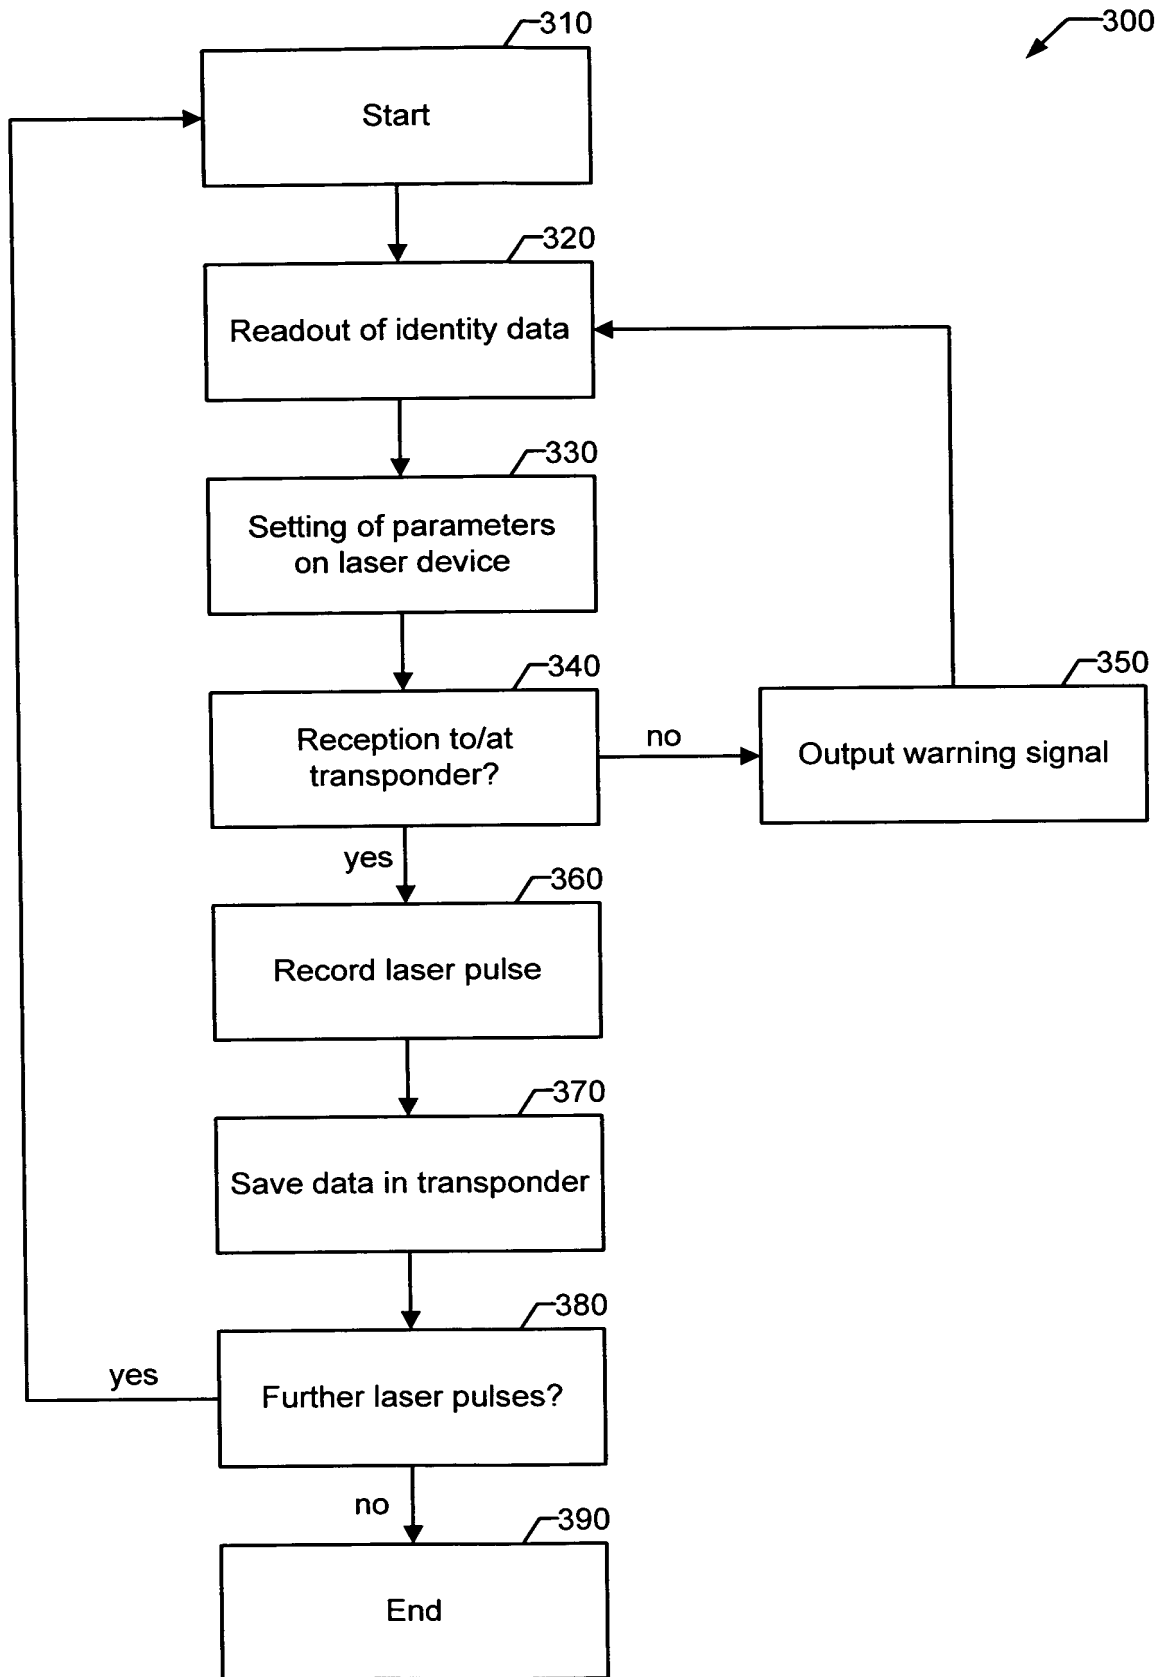 310
300
Start
320
Readout of identity data
330
Setting of parameters
on laser device
340
350
Reception to/at
transponder?
no
Output warning signal
yes
360
Record laser pulse
370
Save data in transponder
380
yes
Further laser pulses?
no
390
End